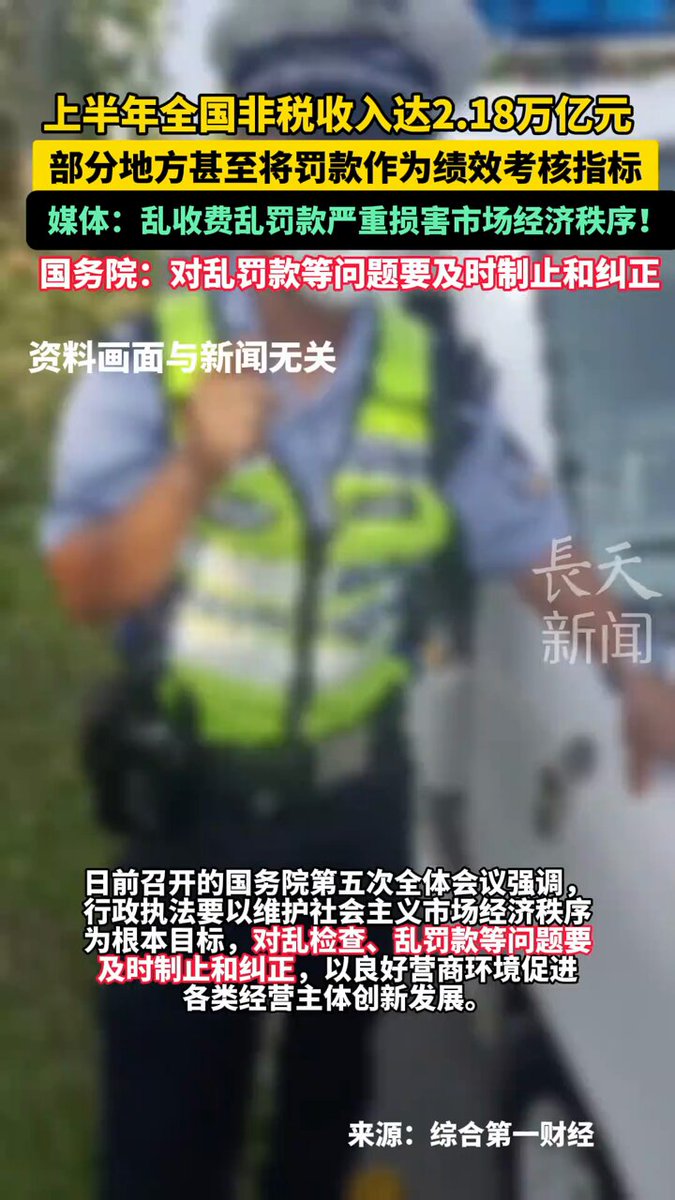 上半年全国非税收入达2.18万亿元
部分地方甚至将罚款作为绩效考核指标
媒体：乱收费乱罚款严重损害市场经济秩序！
国务院：对乱罚款等问题要及时制止和纠正
资料画面与新闻无关
長天
新闻
日前召开的国务院第五次全体会议强调，
行政执法要以维护社会主义市场经济秩序
为根本目标，对乱检查、乱罚款等问题要
及时制止和纠正，以良好营商环境促进
各类经营主体创新发展。
来源：综合第一财经